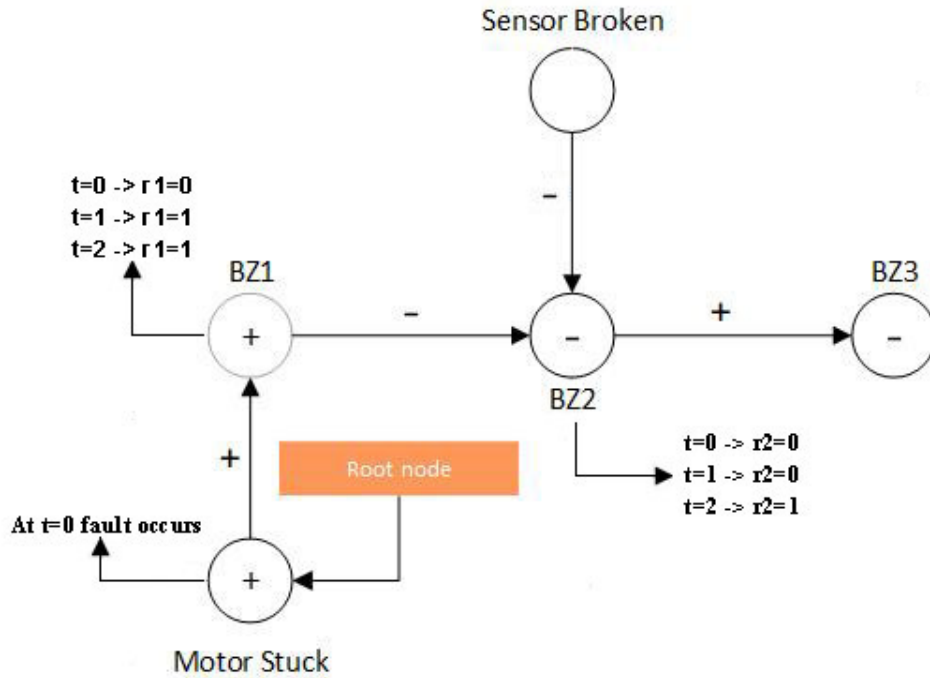 Sensor Broken
-
t=0 -> r1=0
t=1 -> r1=1
t=2 -> r1=1
BZ1
+
-
-
BZ2
+
BZ3
-
t=0 -> r2=0
t=1 -> r2=0
t=2 -> r2=1
+
Root node
At t=0 fault occurs
+
Motor Stuck